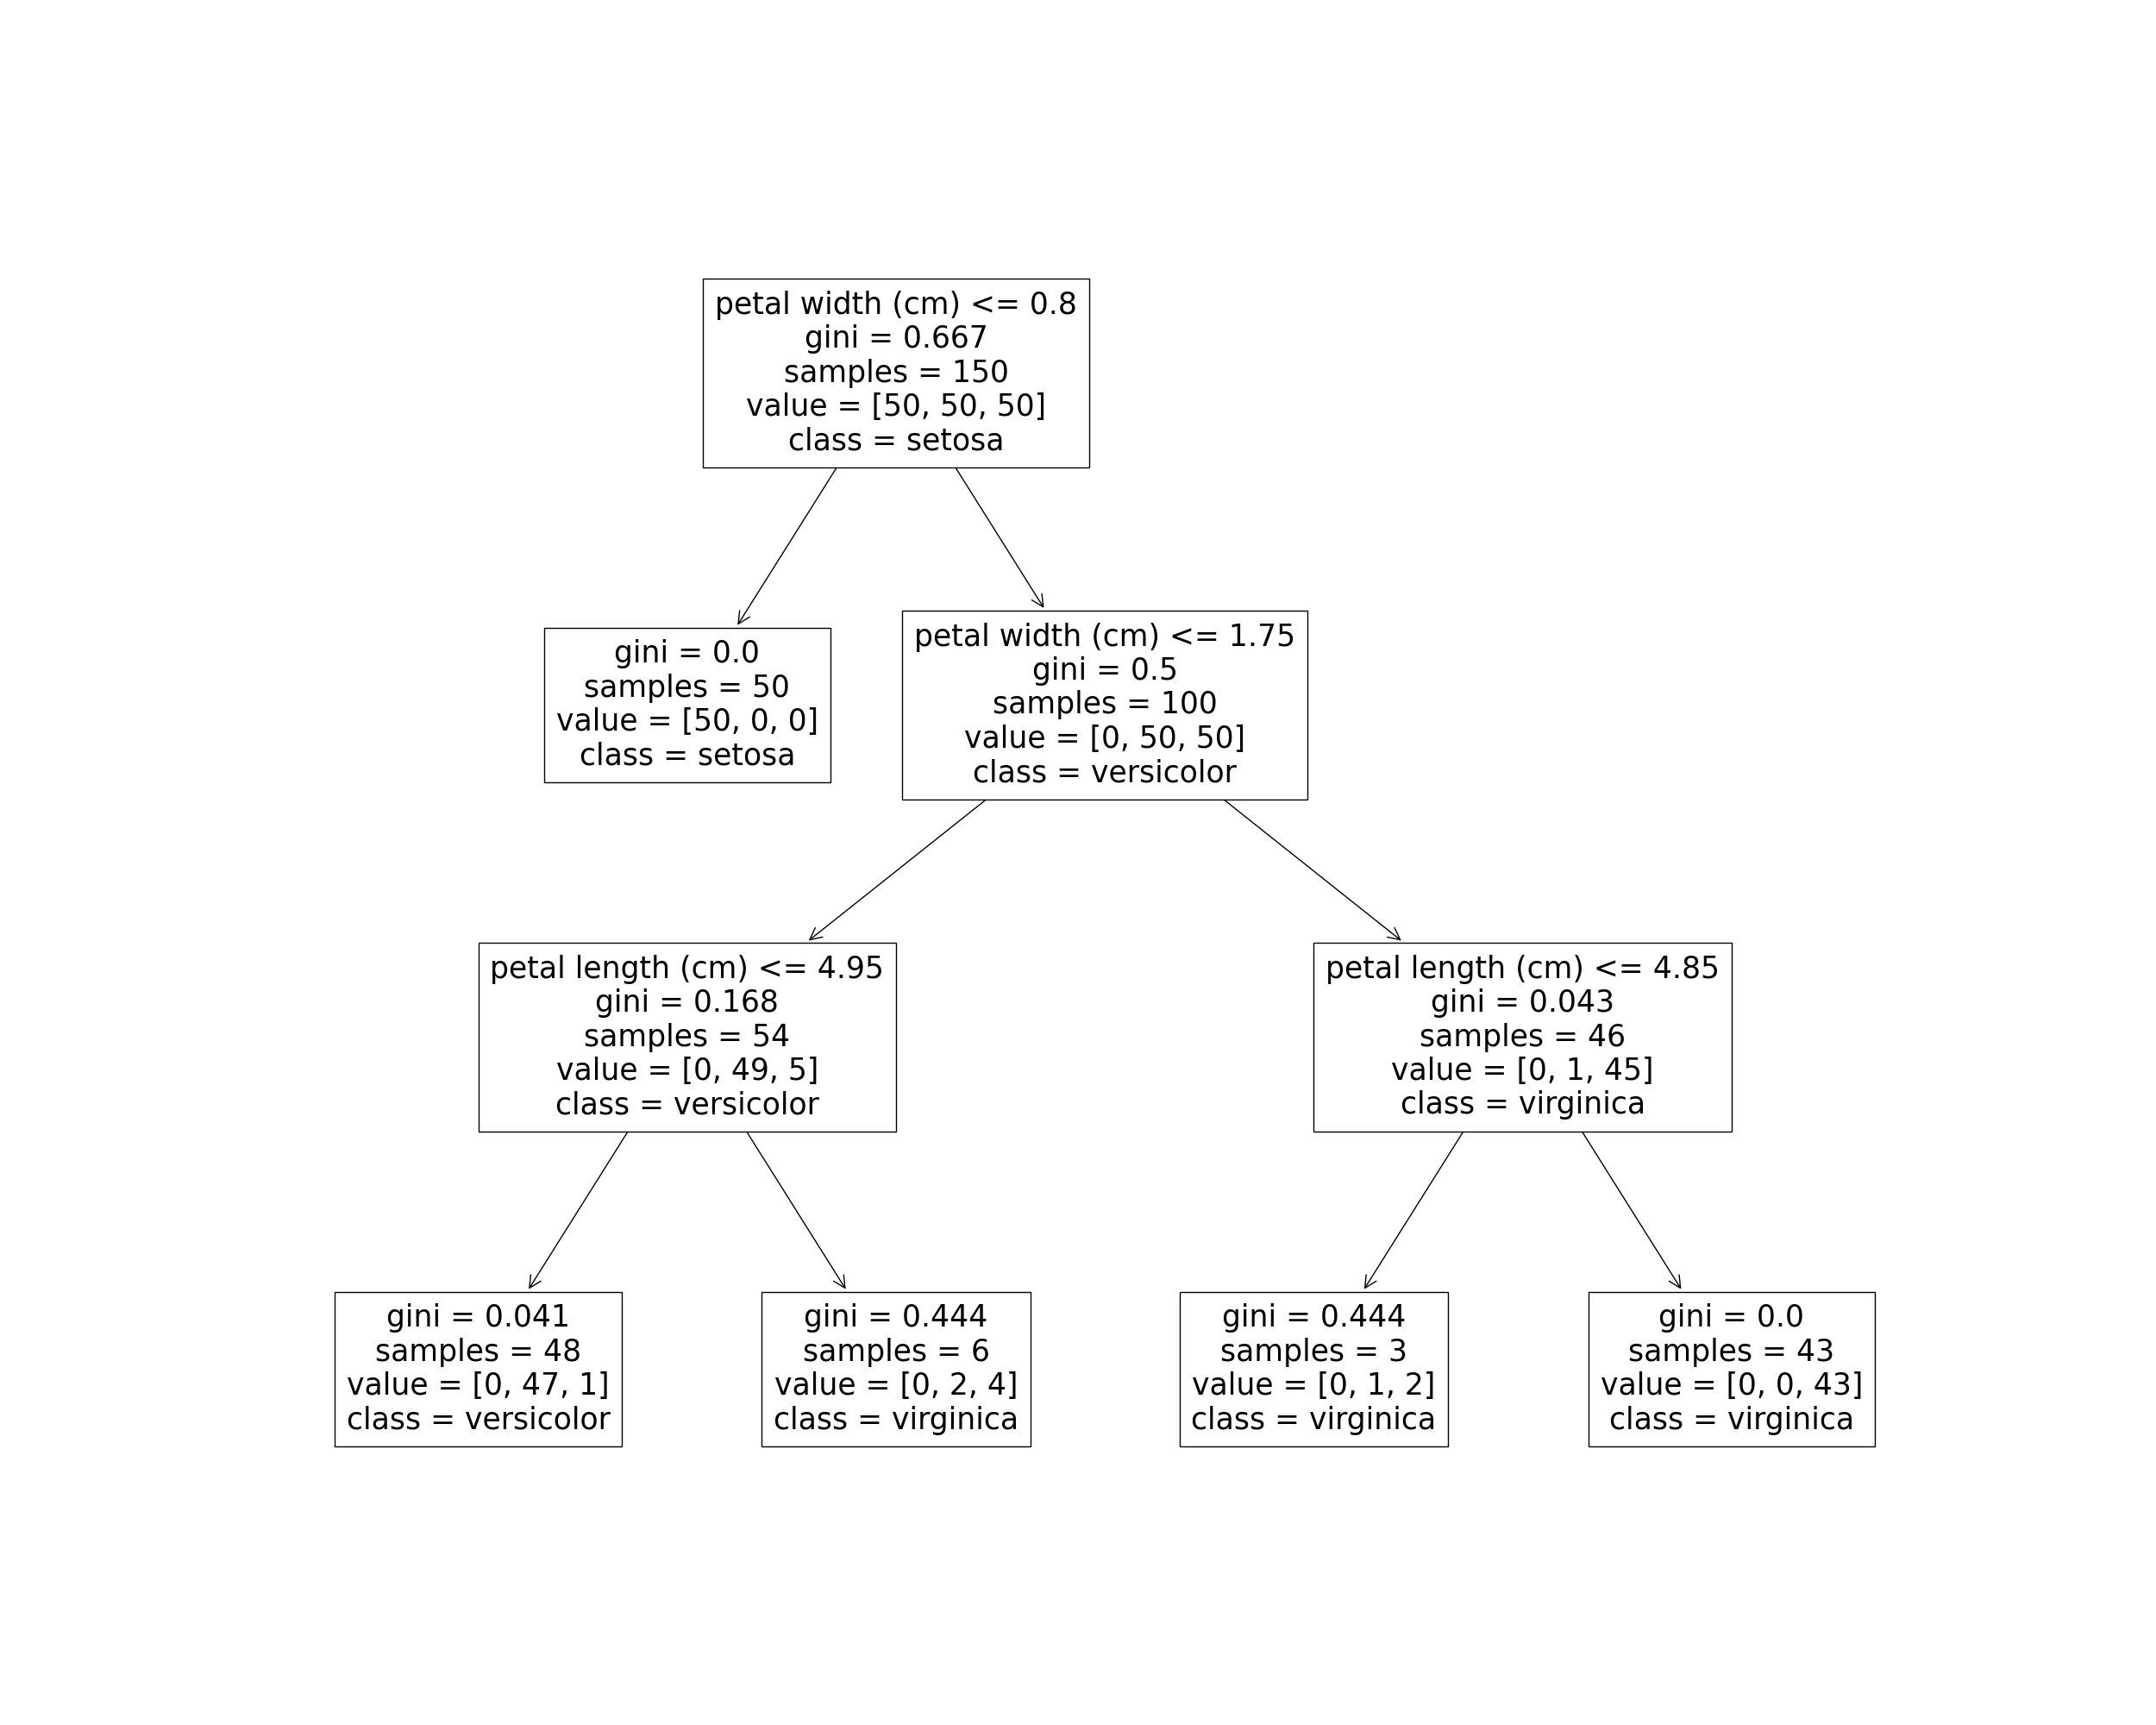 petal width (cm) <= 0.8
gini = 0.667
samples = 150
value = [50, 50, 50]
class = setosa
gini = 0.0
samples = 50
value = [50, 0, 0]
class = setosa
petal width (cm) <= 1.75
gini = 0.5
samples = 100
value = [0, 50, 50]
class = versicolor
petal length (cm) <= 4.95
gini = 0.168
samples = 54
value = [0, 49, 5]
class = versicolor
petal length (cm) <= 4.85
gini = 0.043
samples = 46
value = [0, 1, 45]
class = virginica
gini = 0.041
samples = 48
value = [0, 47, 1]
class = versicolor
gini = 0.444
samples = 6
value = [0, 2, 4]
class = virginica
gini = 0.444
samples = 3
value = [0, 1, 2]
class = virginica
gini = 0.0
samples = 43
value = [0, 0, 43]
class = virginica